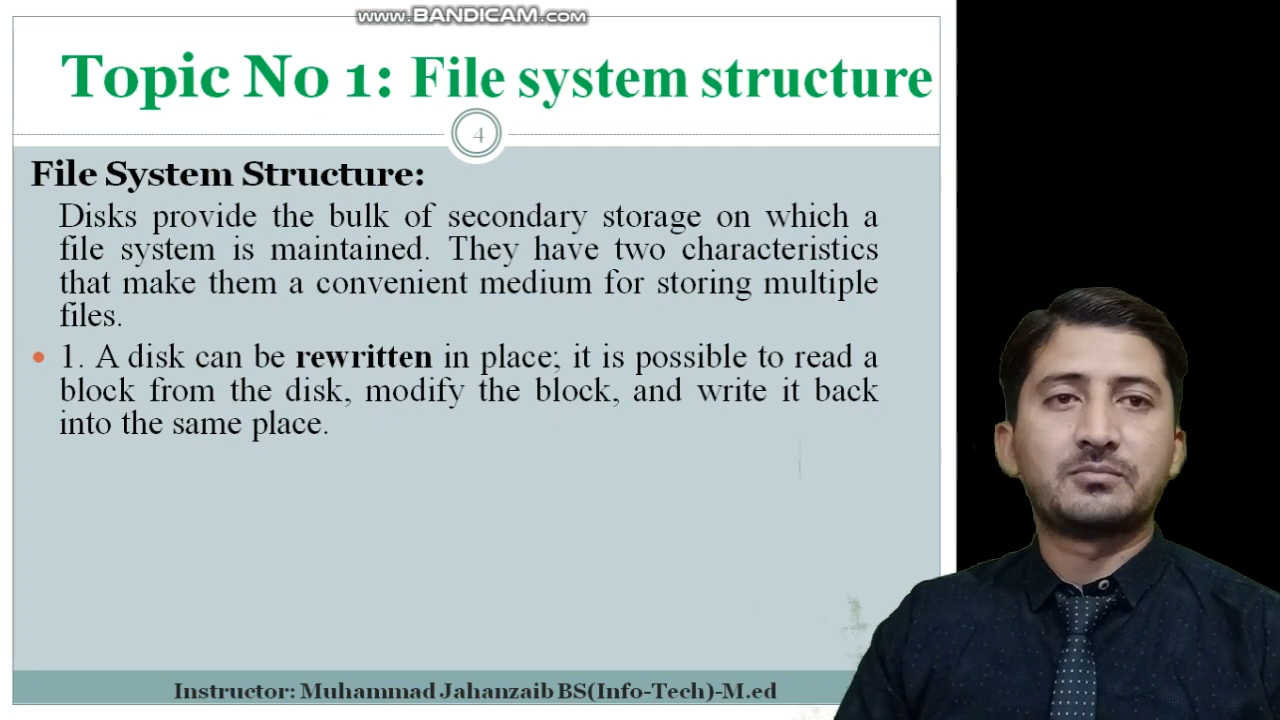 www.BANDICAM.com
Topic No 1: File system structure
4
File System Structure:
Disks provide the bulk of secondary storage on which a
file system is maintained. They have two characteristics
that make them a convenient medium for storing multiple
files.
• 1. A disk can be rewritten in place; it is possible to read a
block from the disk, modify the block, and write it back
into the same place.
Instructor: Muhammad Jahanzaib BS(Info-Tech)-M.ed